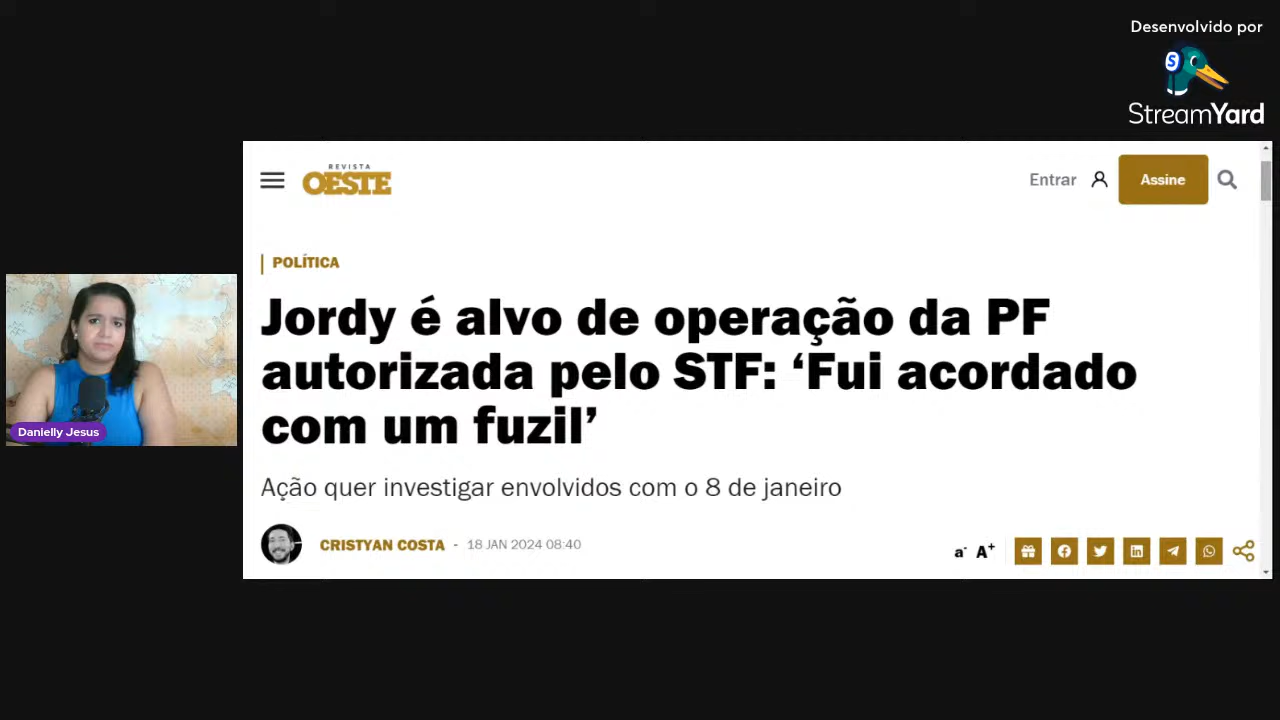 Desenvolvido por
StreamYard
REVISTA
OESTE
Entrar
Assine
POLÍTICA
Jordy é alvo de operação da PF
autorizada pelo STF: ‘Fui acordado
com um fuzil’
Ação quer investigar envolvidos com o 8 de janeiro
CRISTYAN COSTA - 18 JAN 2024 08:40
a- A+
Danielly Jesus